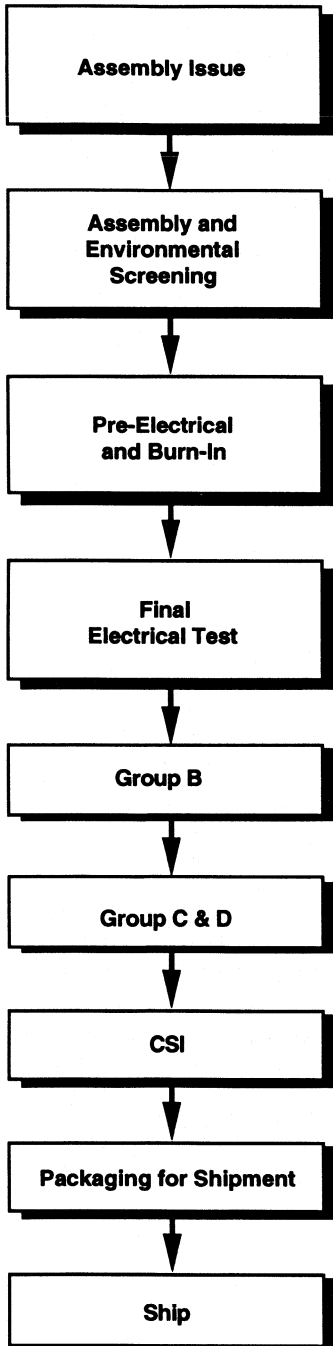 Assembly Issue
Assembly and
Environmental
Screening
Pre-Electrical
and Burn-In
Final
Electrical Test
Group B
Group C & D
CSI
Packaging for Shipment
Ship